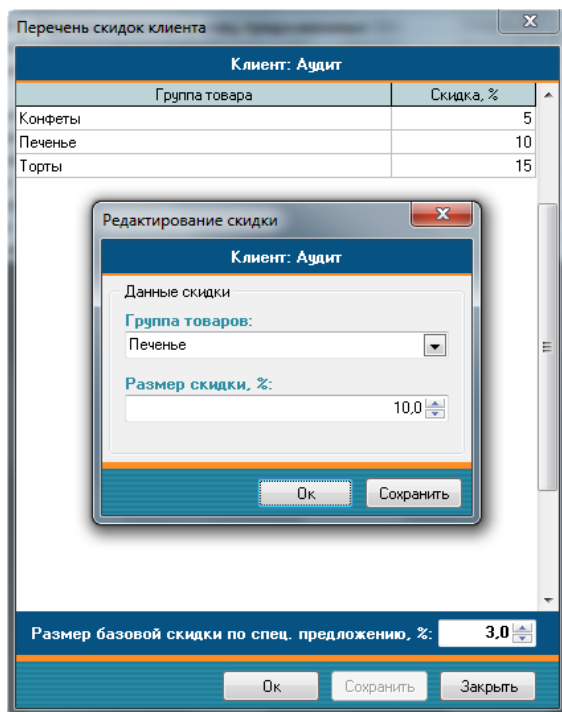 Перечень скидок клиента
Клиент: Аудит
Группа товара Скидка, %
Конфеты 5
Печенье 10
Торты 15
Редактирование скидки
Клиент: Аудит
Данные скидки
Группа товаров:
Печенье
Размер скидки, %:
10,0
Ок Сохранить
Размер базовой скидки по спец. предложению, %: 3,0
Ок Сохранить Закрыть